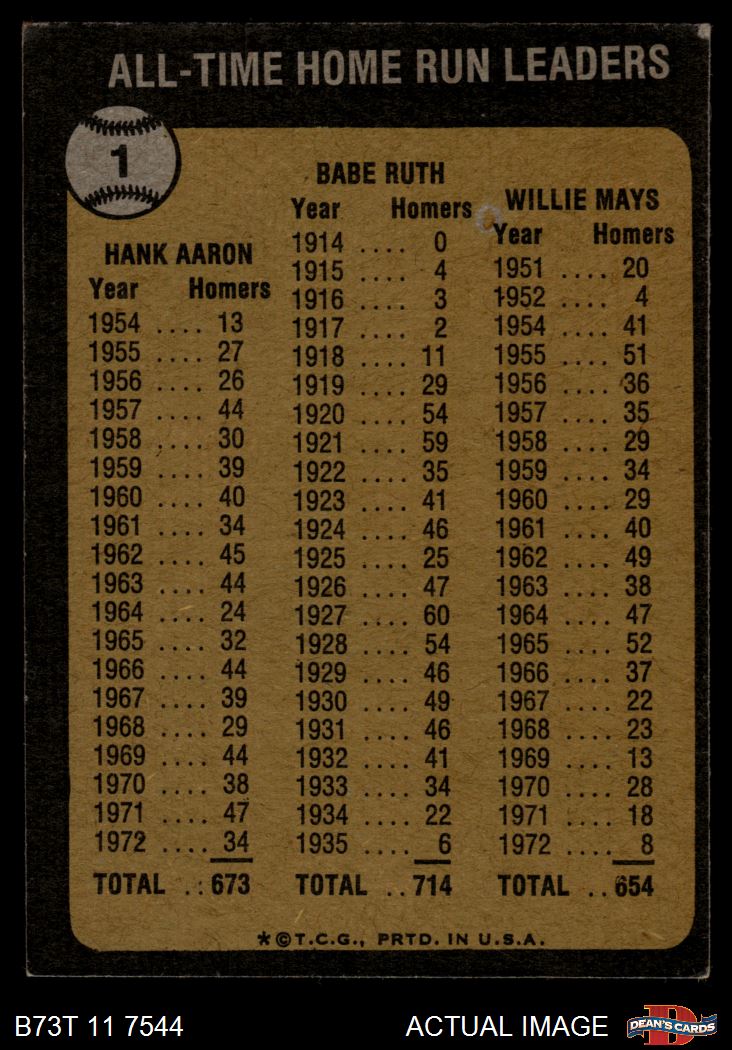 ALL-TIME HOME RUN LEADERS
1
HANK AARON
Year Homers
1954 .... 13
1955 .... 27
1956 .... 26
1957 .... 44
1958 .... 30
1959 .... 39
1960 .... 40
1961 .... 34
1962 .... 45
1963 .... 44
1964 .... 24
1965 .... 32
1966 .... 44
1967 .... 39
1968 .... 29
1969 .... 44
1970 .... 38
1971 .... 47
1972 .... 34
TOTAL ..673
BABE RUTH
Year Homers
1914 .... 0
1915 .... 4
1916 .... 3
1917 .... 2
1918 .... 11
1919 .... 29
1920 .... 54
1921 .... 59
1922 .... 35
1923 .... 41
1924 .... 46
1925 .... 25
1926 .... 47
1927 .... 60
1928 .... 54
1929 .... 46
1930 .... 49
1931 .... 46
1932 .... 41
1933 .... 34
1934 .... 22
1935 .... 6
TOTAL ..714
WILLIE MAYS
Year Homers
1951 .... 20
1952 .... 4
1954 .... 41
1955 .... 51
1956 .... 36
1957 .... 35
1958 .... 29
1959 .... 34
1960 .... 29
1961 .... 40
1962 .... 49
1963 .... 38
1964 .... 47
1965 .... 52
1966 .... 37
1967 .... 22
1968 .... 23
1969 .... 13
1970 .... 28
1971 .... 18
1972 .... 8
TOTAL ..654
*©T.C.G., PRTD. IN U.S.A.
B73T 11 7544
ACTUAL IMAGE
DEAN'S CARDS